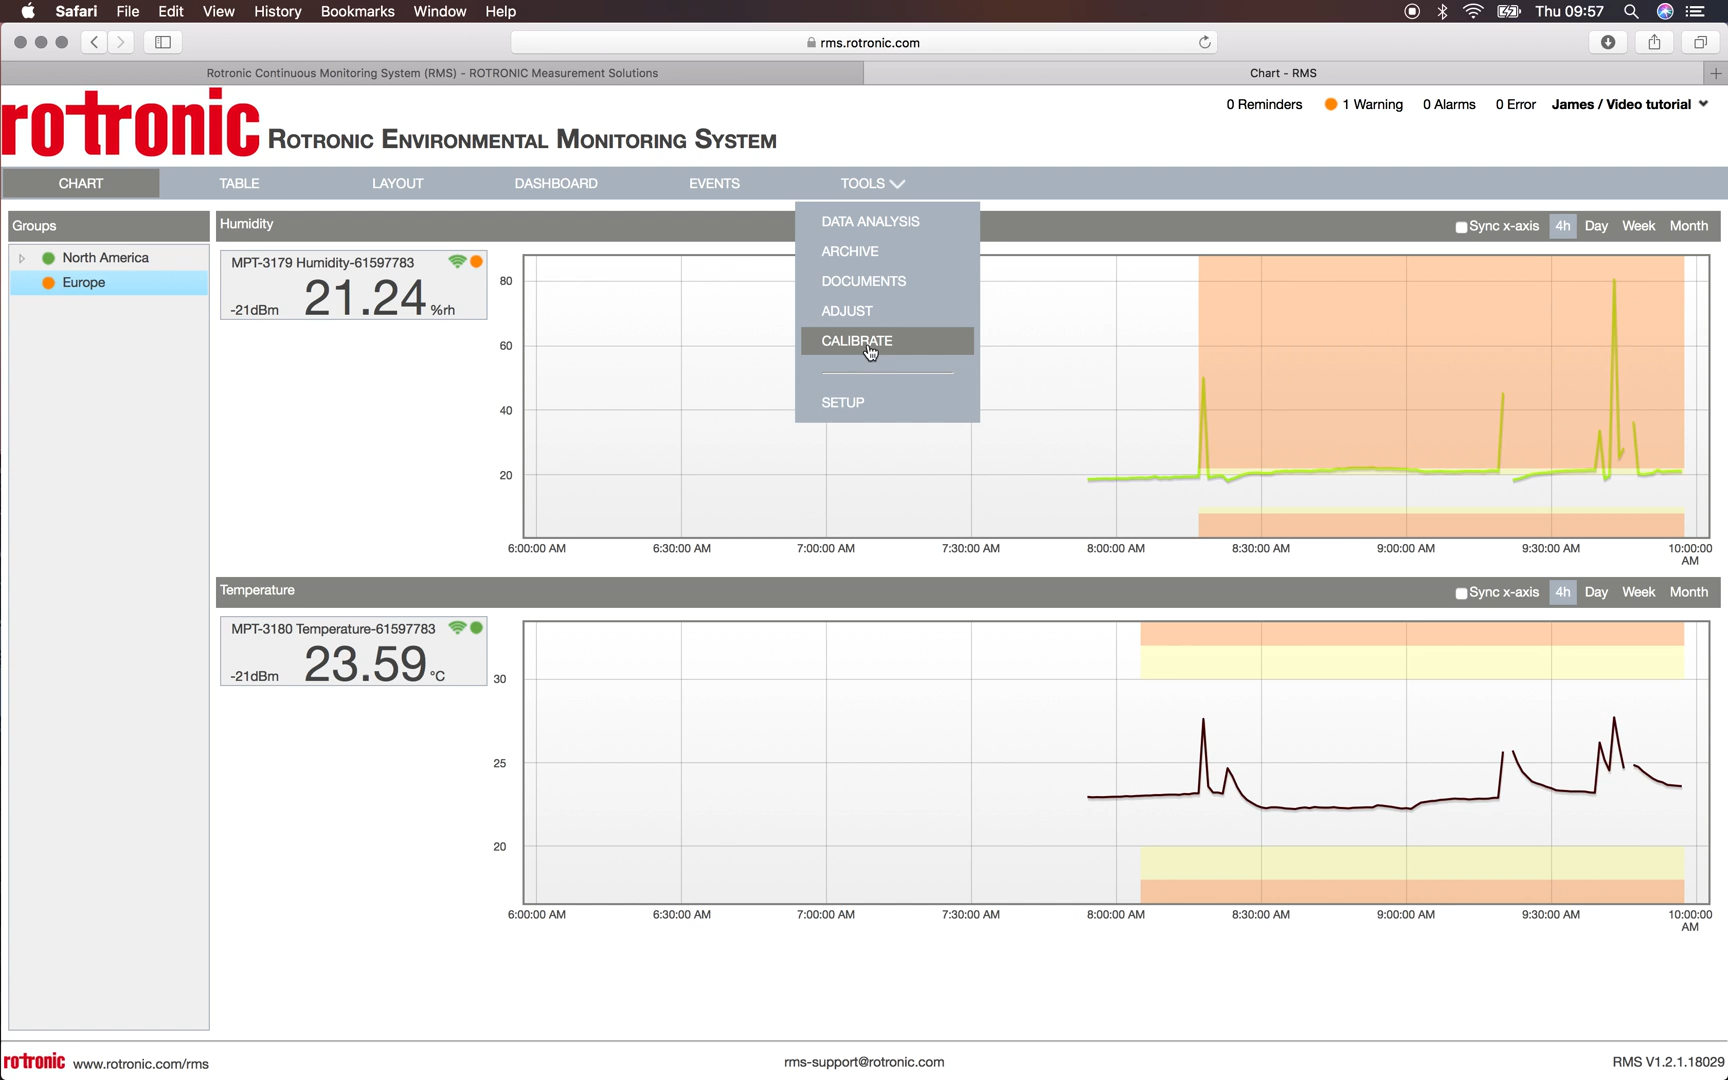 Safari File Edit View History Bookmarks Window Help Thu 09:57
rms.rotronic.com
Rotronic Continuous Monitoring System (RMS) - ROTRONIC Measurement Solutions Chart - RMS
rotronic ROTRONIC ENVIRONMENTAL MONITORING SYSTEM
0 Reminders 1 Warning 0 Alarms 0 Error James / Video tutorial
CHART TABLE LAYOUT DASHBOARD EVENTS TOOLS
DATA ANALYSIS
ARCHIVE
DOCUMENTS
ADJUST
CALIBRATE
SETUP
Groups
North America
Europe
Humidity Sync x-axis 4h Day Week Month
MPT-3179 Humidity-61597783
-21dBm 21.24 %rh
80
60
40
20
6:00:00 AM 6:30:00 AM 7:00:00 AM 7:30:00 AM 8:00:00 AM 8:30:00 AM 9:00:00 AM 9:30:00 AM 10:00:00
AM
Temperature Sync x-axis 4h Day Week Month
MPT-3180 Temperature-61597783
-21dBm 23.59 °C
30
25
20
6:00:00 AM 6:30:00 AM 7:00:00 AM 7:30:00 AM 8:00:00 AM 8:30:00 AM 9:00:00 AM 9:30:00 AM 10:00:00
AM
rotronic www.rotronic.com/rms rms-support@rotronic.com RMS V1.2.1.18029